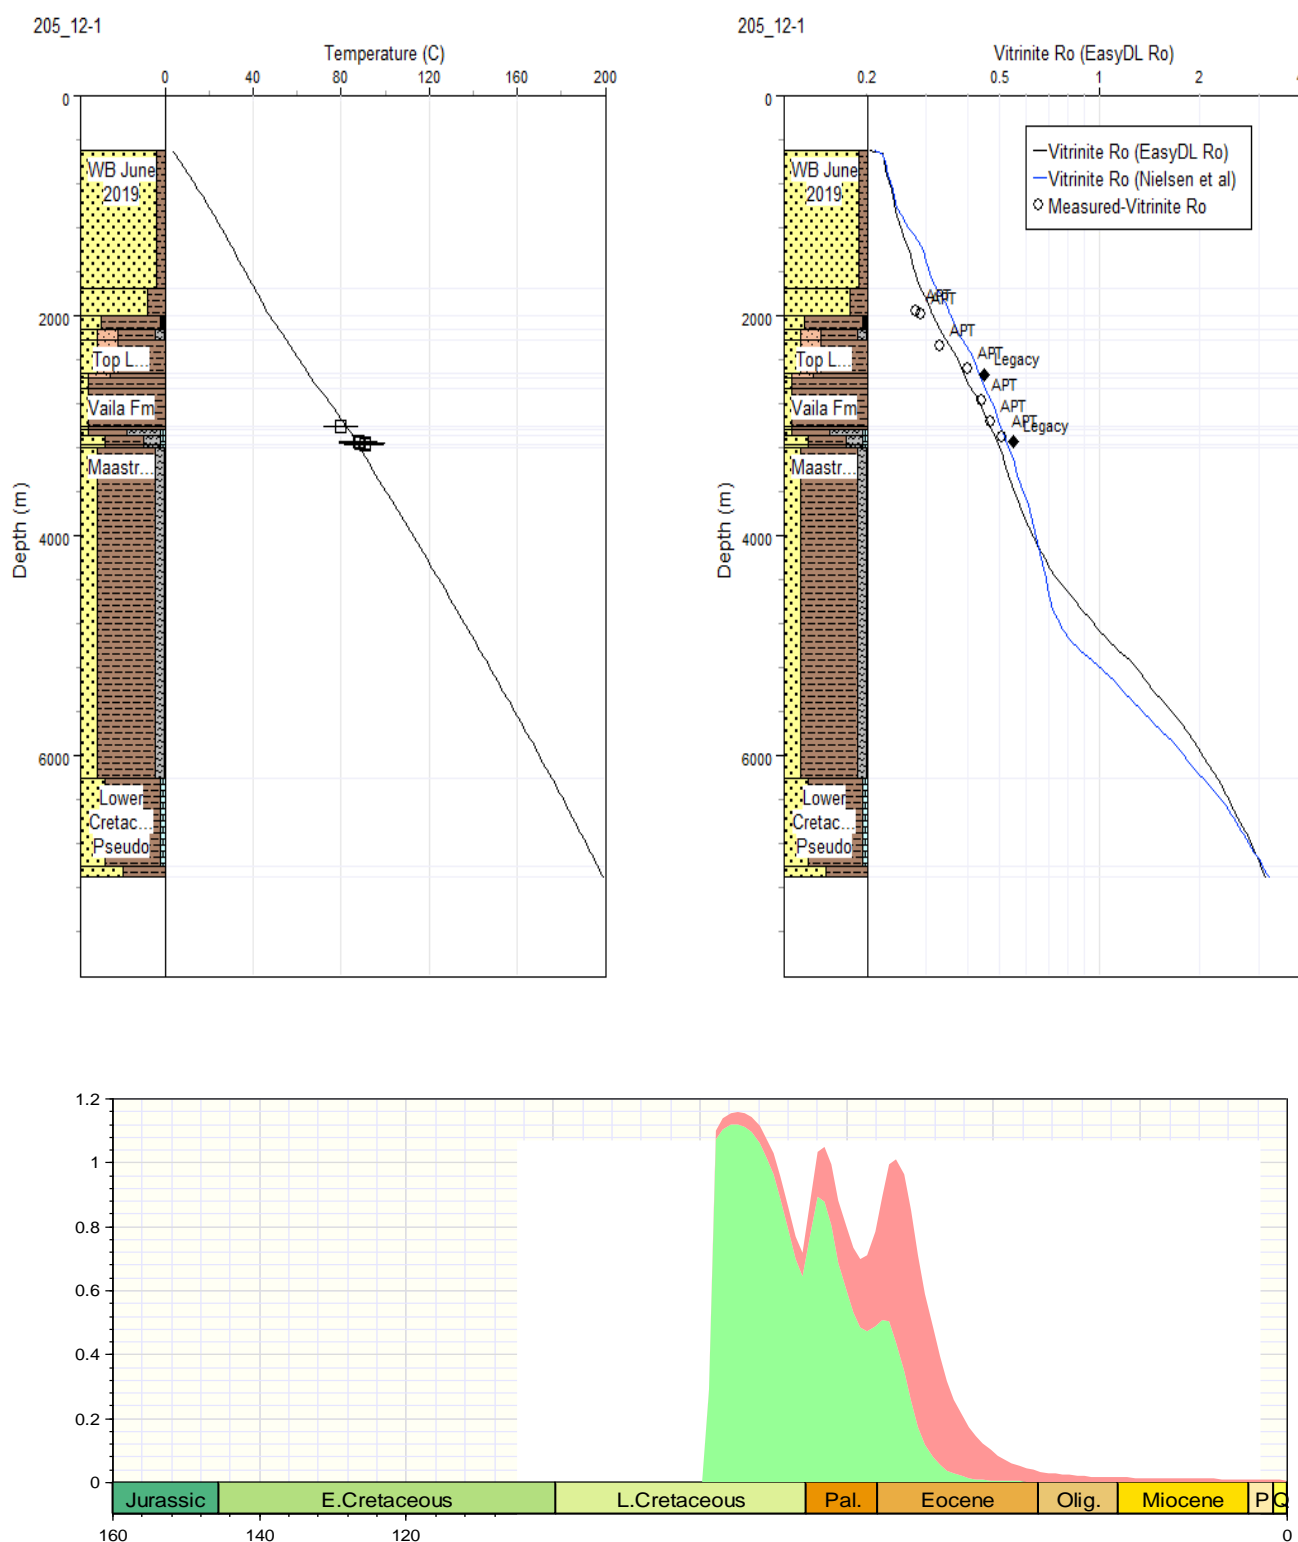 205_12-1
Temperature (C)
0 40 80 120 160 200
0
2000
4000
6000
Depth (m)
WB June
2019
Top L...
Vaila Fm
Maastr...
Lower
Cretac...
Pseudo
205_12-1
Vitrinite Ro (EasyDL Ro)
0.2 0.5 1 2
0
2000
4000
6000
Depth (m)
WB June
2019
Top L...
Vaila Fm
Maastr...
Lower
Cretac...
Pseudo
Vitrinite Ro (EasyDL Ro)
Vitrinite Ro (Nielsen et al)
Measured-Vitrinite Ro
APT
APT
APT
APT
Legacy
APT
APT
APT
Legacy
1.2
1
0.8
0.6
0.4
0.2
0
Jurassic E.Cretaceous L.Cretaceous Pal. Eocene Olig. Miocene P Q
160 140 120 0